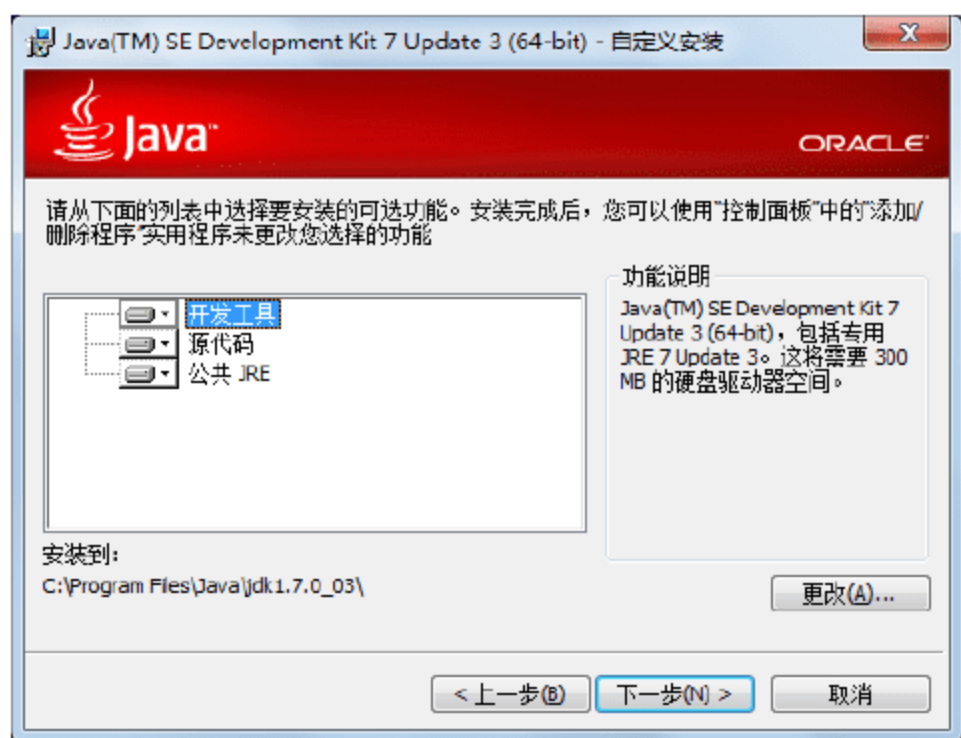 Java(TM) SE Development Kit 7 Update 3 (64-bit) - 自定义安装
Java™
ORACLE
请从下面的列表中选择要安装的可选功能。安装完成后，您可以使用"控制面板"中的"添加/
删除程序"实用程序来更改您选择的功能
开发工具
源代码
公共 JRE
功能说明
Java(TM) SE Development Kit 7
Update 3 (64-bit)，包括专用
JRE 7 Update 3。这将需要 300
MB 的硬盘驱动器空间。
安装到：
C:\Program Files\Java\jdk1.7.0_03\
更改(A)...
< 上一步(B)
下一步(N) >
取消